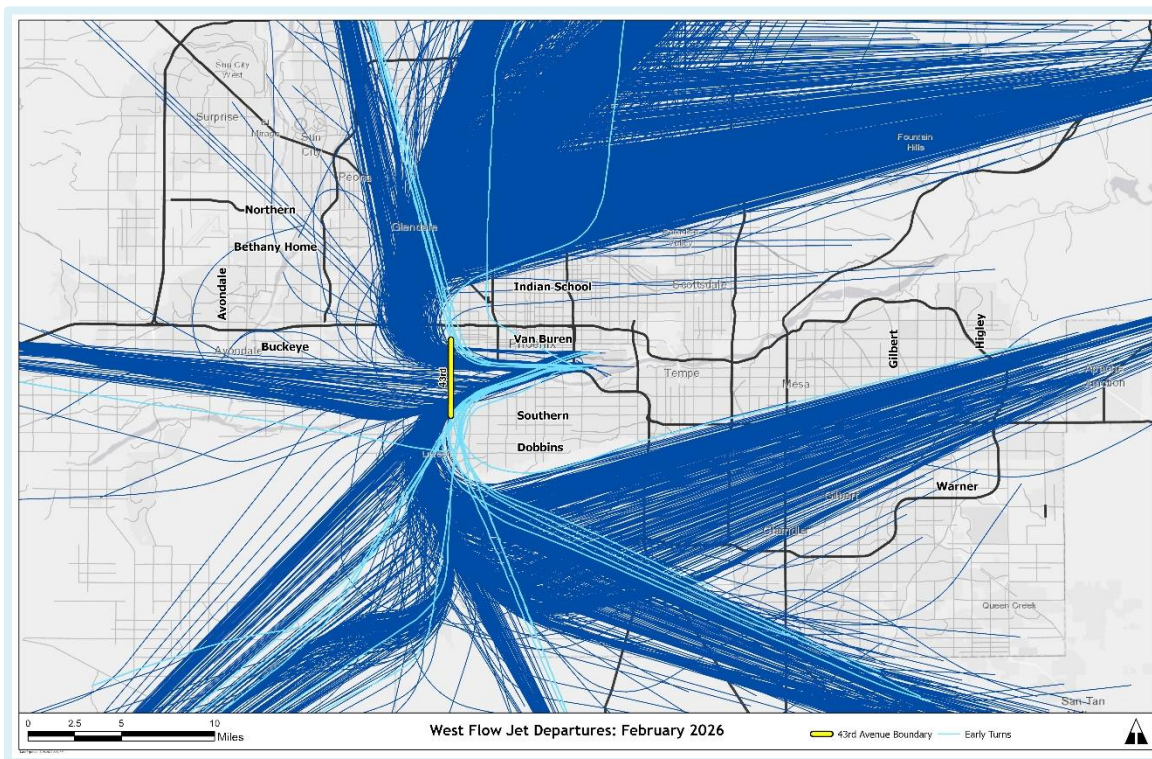 Sun City
West
Surprise
El
Mirage
Sun
City
Peoria
Fountain
Hills
Northern
Glendale
Bethany Home
Avondale
Indian School
Scottsdale
Van Buren
Phoenix
Avondale
Buckeye
43rd
Tempe
Mesa
Gilbert
Higley
Apache
Junction
Southern
Dobbins
Warner
Gilbert
Chandler
Queen Creek
San Tan
0 2.5 5 10
Miles
West Flow Jet Departures: February 2026
43rd Avenue Boundary
Early Turns